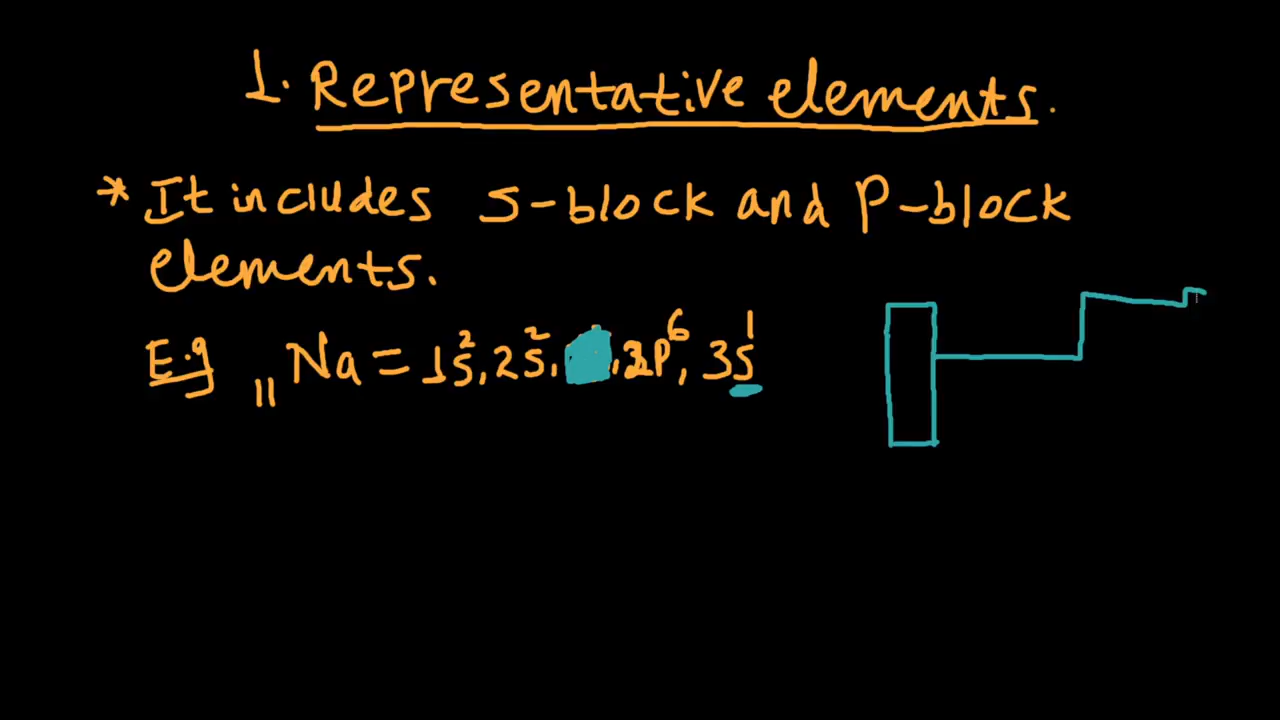 1. Representative elements.
* It includes S-block and P-block
elements.
E.g ₁₁Na = 1s², 2s², , 2p⁶, 3s¹